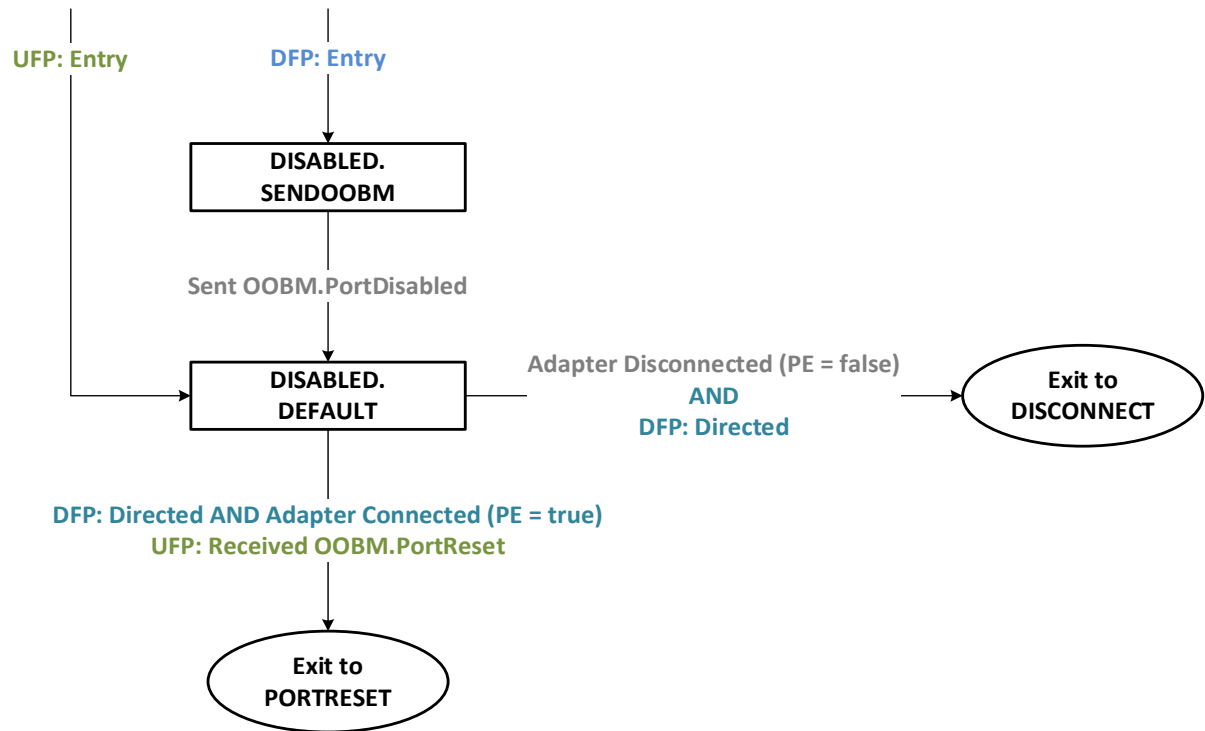 UFP: Entry
DFP: Entry
DISABLED.
SENDOOBM
Sent OOBM.PortDisabled
DISABLED.
DEFAULT
Adapter Disconnected (PE = false)
AND
DFP: Directed
Exit to
DISCONNECT
DFP: Directed AND Adapter Connected (PE = true)
UFP: Received OOBM.PortReset
Exit to
PORTRESET